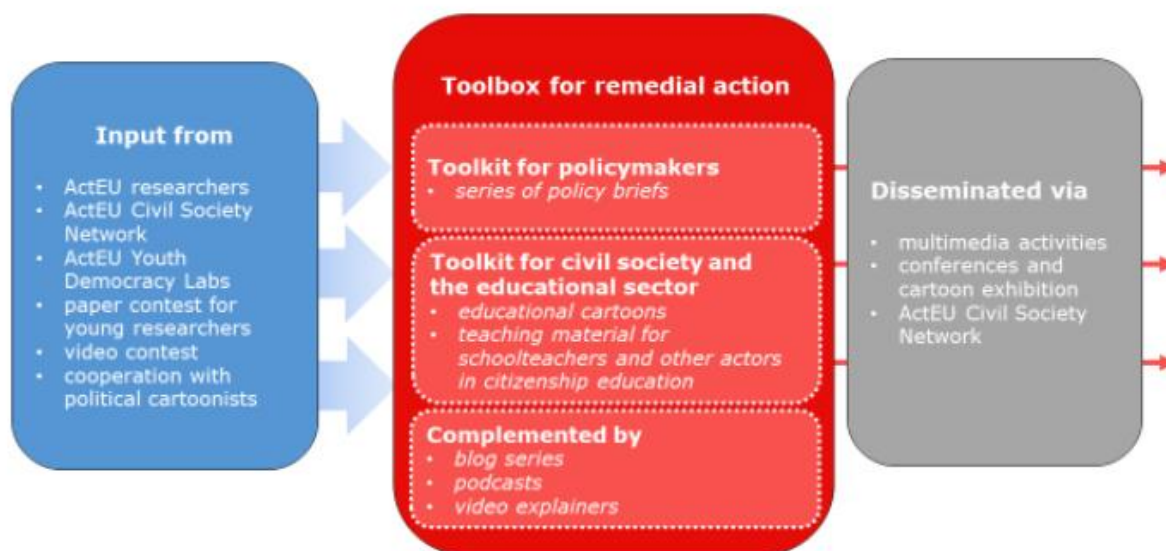 Input from
• ActEU researchers
• ActEU Civil Society
Network
• ActEU Youth
Democracy Labs
• paper contest for
young researchers
• video contest
• cooperation with
political cartoonists
Toolbox for remedial action
Toolkit for policymakers
• series of policy briefs
Toolkit for civil society and
the educational sector
• educational cartoons
• teaching material for
schoolteachers and other actors
in citizenship education
Complemented by
• blog series
• podcasts
• video explainers
Disseminated via
• multimedia activities
• conferences and
cartoon exhibition
• ActEU Civil Society
Network